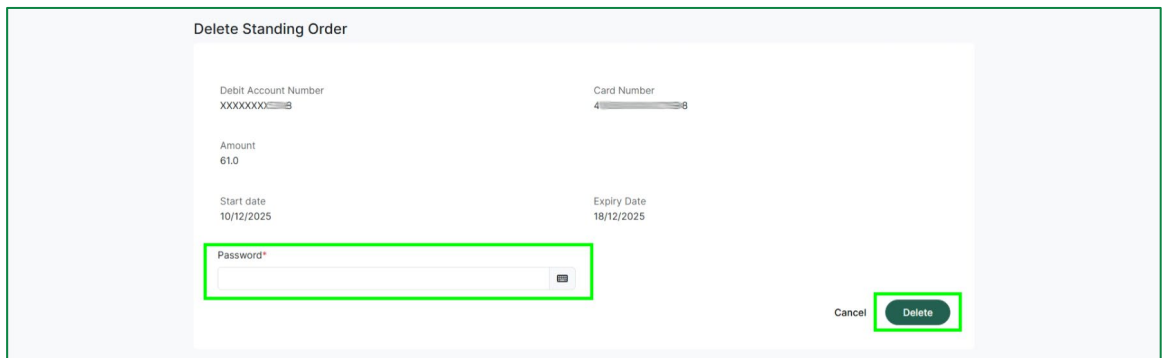 Delete Standing Order
Debit Account Number
Card Number
Amount
61.0
Start date
10/12/2025
Expiry Date
18/12/2025
Password*
Cancel
Delete